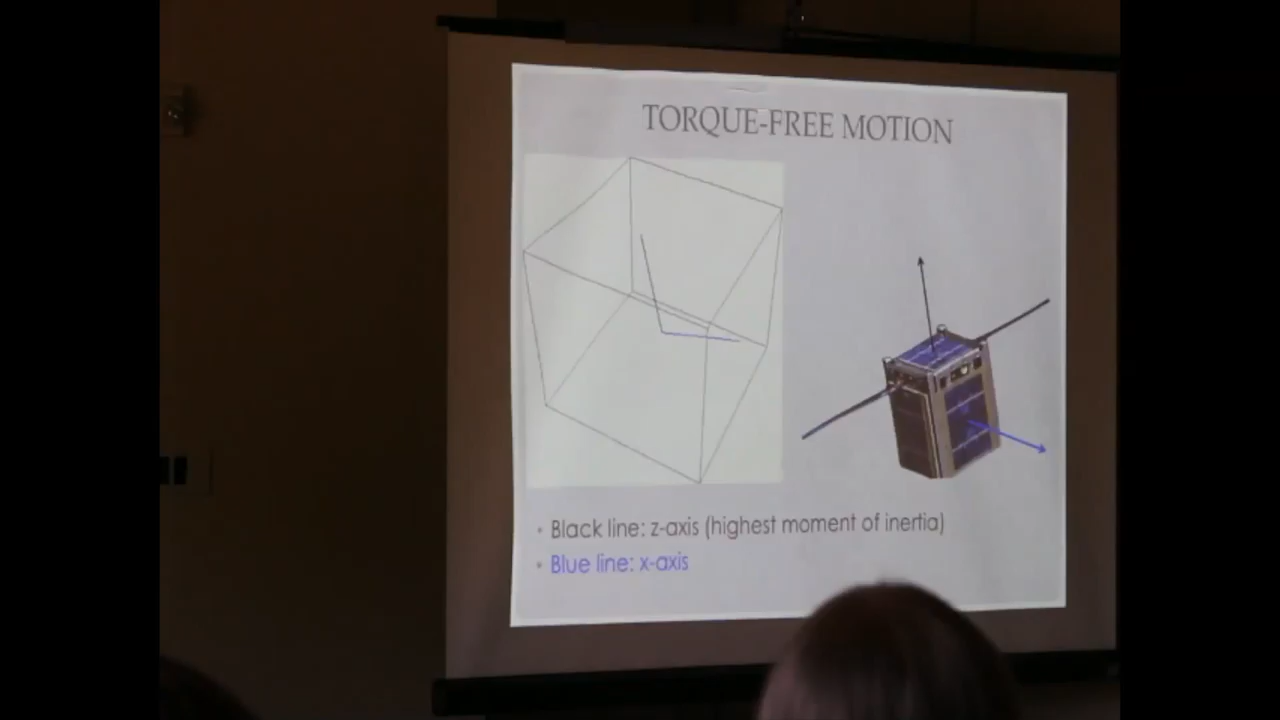 TORQUE-FREE MOTION
• Black line: z-axis (highest moment of inertia)
• Blue line: x-axis